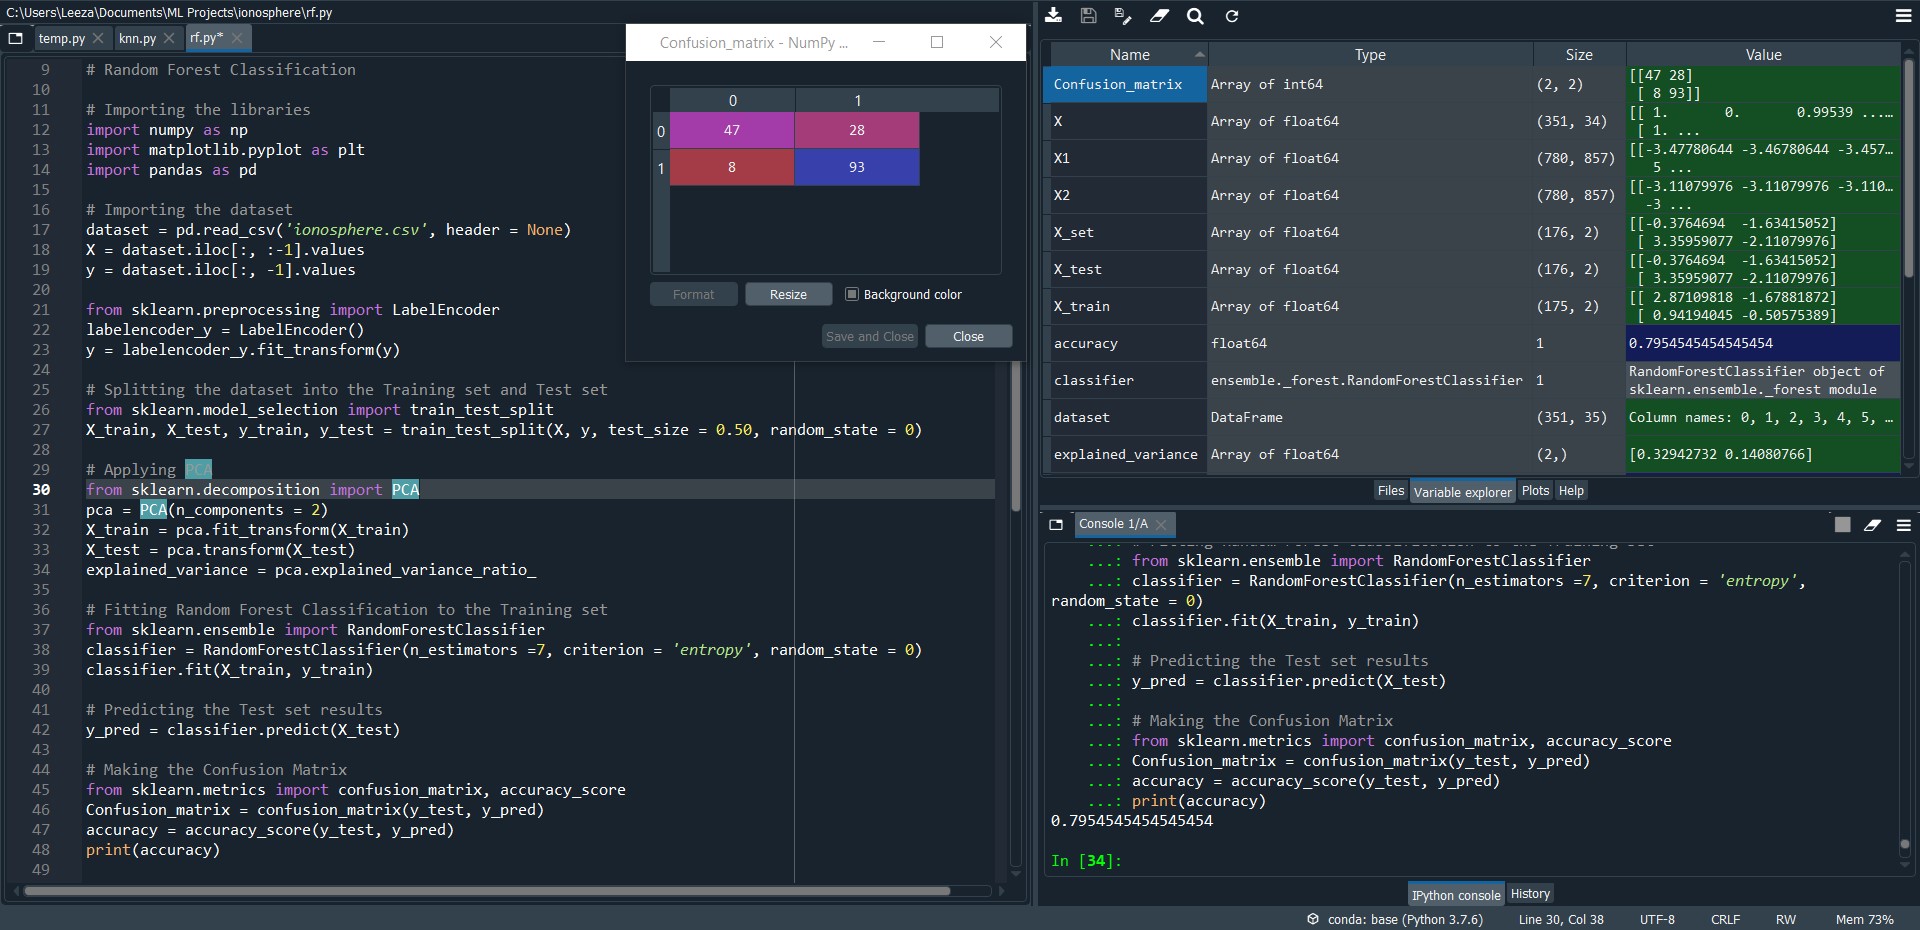 C:\Users\Leeza\Documents\ML Projects\ionosphere\rf.py
temp.py
knn.py
rf.py*
9 # Random Forest Classification
10
11 # Importing the libraries
12 import numpy as np
13 import matplotlib.pyplot as plt
14 import pandas as pd
15
16 # Importing the dataset
17 dataset = pd.read_csv('ionosphere.csv', header = None)
18 X = dataset.iloc[:, :-1].values
19 y = dataset.iloc[:, -1].values
20
21 from sklearn.preprocessing import LabelEncoder
22 labelencoder_y = LabelEncoder()
23 y = labelencoder_y.fit_transform(y)
24
25 # Splitting the dataset into the Training set and Test set
26 from sklearn.model_selection import train_test_split
27 X_train, X_test, y_train, y_test = train_test_split(X, y, test_size = 0.50, random_state = 0)
28
29 # Applying PCA
30 from sklearn.decomposition import PCA
31 pca = PCA(n_components = 2)
32 X_train = pca.fit_transform(X_train)
33 X_test = pca.transform(X_test)
34 explained_variance = pca.explained_variance_ratio_
35
36 # Fitting Random Forest Classification to the Training set
37 from sklearn.ensemble import RandomForestClassifier
38 classifier = RandomForestClassifier(n_estimators =7, criterion = 'entropy', random_state = 0)
39 classifier.fit(X_train, y_train)
40
41 # Predicting the Test set results
42 y_pred = classifier.predict(X_test)
43
44 # Making the Confusion Matrix
45 from sklearn.metrics import confusion_matrix, accuracy_score
46 Confusion_matrix = confusion_matrix(y_test, y_pred)
47 accuracy = accuracy_score(y_test, y_pred)
48 print(accuracy)
49
Confusion_matrix - NumPy ...
0 1
0 47 28
1 8 93
Format Resize Background color
Save and Close Close
Name Type Size Value
Confusion_matrix Array of int64 (2, 2) [[47 28]
[ 8 93]]
X Array of float64 (351, 34) [[ 1. 0. 0.99539 ...…
[ 1. ...
X1 Array of float64 (780, 857) [[-3.47780644 -3.46780644 -3.457…
5 ...
X2 Array of float64 (780, 857) [[-3.11079976 -3.11079976 -3.110…
-3 ...
X_set Array of float64 (176, 2) [[-0.3764694 -1.63415052]
[ 3.35959077 -2.11079976]
X_test Array of float64 (176, 2) [[-0.3764694 -1.63415052]
[ 3.35959077 -2.11079976]
X_train Array of float64 (175, 2) [[ 2.87109818 -1.67881872]
[ 0.94194045 -0.50575389]
accuracy float64 1 0.7954545454545454
classifier ensemble._forest.RandomForestClassifier 1 RandomForestClassifier object of
sklearn.ensemble._forest module
dataset DataFrame (351, 35) Column names: 0, 1, 2, 3, 4, 5, …
explained_variance Array of float64 (2,) [0.32942732 0.14080766]
Files Variable explorer Plots Help
Console 1/A
...: from sklearn.ensemble import RandomForestClassifier
...: classifier = RandomForestClassifier(n_estimators =7, criterion = 'entropy',
random_state = 0)
...: classifier.fit(X_train, y_train)
...:
...: # Predicting the Test set results
...: y_pred = classifier.predict(X_test)
...:
...: # Making the Confusion Matrix
...: from sklearn.metrics import confusion_matrix, accuracy_score
...: Confusion_matrix = confusion_matrix(y_test, y_pred)
...: accuracy = accuracy_score(y_test, y_pred)
...: print(accuracy)
0.7954545454545454
In [34]:
IPython console History
conda: base (Python 3.7.6) Line 30, Col 38 UTF-8 CRLF RW Mem 73%